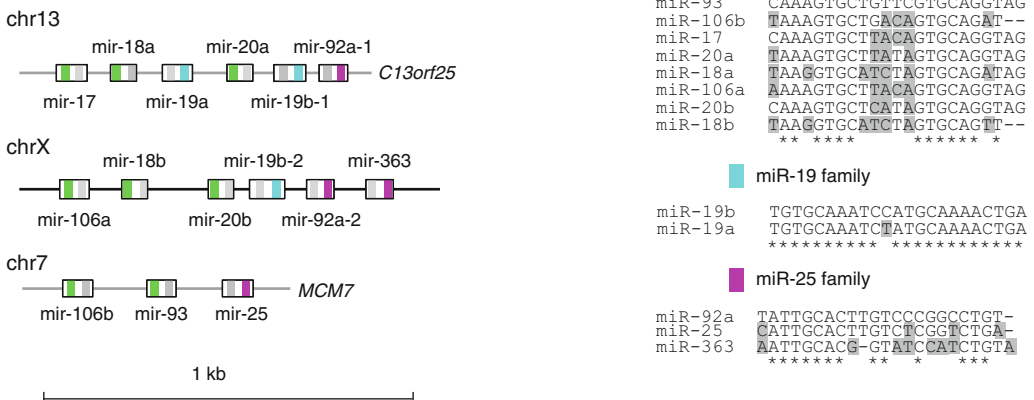 chr13
mir-18a mir-20a mir-92a-1
C13orf25
mir-17 mir-19a mir-19b-1
chrX
mir-18b mir-19b-2 mir-363
mir-106a mir-20b mir-92a-2
chr7
MCM7
mir-106b mir-93 mir-25
1 kb
miR-93 CAAAGTGCTGTTCGTGCAGGTAG
miR-106b TAAAGTGCTGACAGTGCAGAT--
miR-17 CAAAGTGCTTACAGTGCAGGTAG
miR-20a TAAAGTGCTTATAGTGCAGGTAG
miR-18a TAAGGTGCATCTAGTGCAGATAG
miR-106a AAAAGTGCTTACAGTGCAGGTAG
miR-20b CAAAGTGCTCATAGTGCAGGTAG
miR-18b TAAGGTGCATCTAGTGCAGTT--
** **** ****** *
miR-19 family
miR-19b TGTGCAAATCCATGCAAAACTGA
miR-19a TGTGCAAATCTATGCAAAACTGA
********** ************
miR-25 family
miR-92a TATTGCACTTGTCCCGGCCTGT-
miR-25 CATTGCACTTGTCTCGGTCTGA-
miR-363 AATTGCACG-GTATCCATCTGTA
******* ** * ***